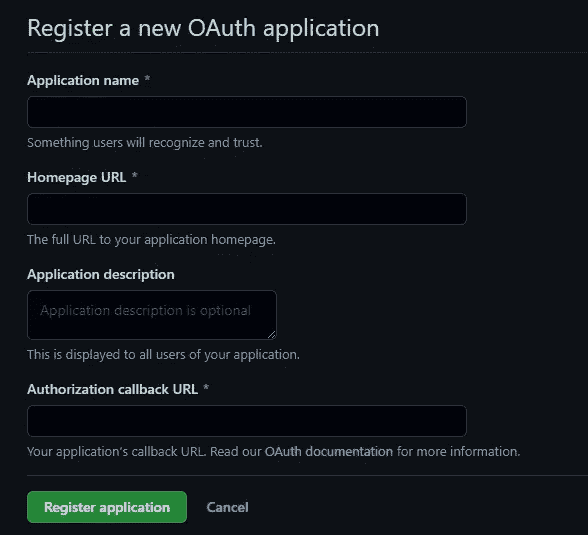 Register a new OAuth application
Application name *
Something users will recognize and trust.
Homepage URL *
The full URL to your application homepage.
Application description
Application description is optional
This is displayed to all users of your application.
Authorization callback URL *
Your application's callback URL. Read our OAuth documentation for more information.
Register application Cancel